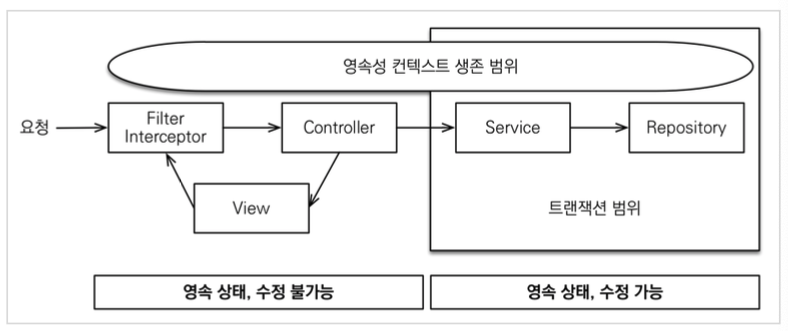 영속성 컨텍스트 생존 범위
요청
Filter
Interceptor
Controller
Service
Repository
View
트랜잭션 범위
영속 상태, 수정 불가능
영속 상태, 수정 가능